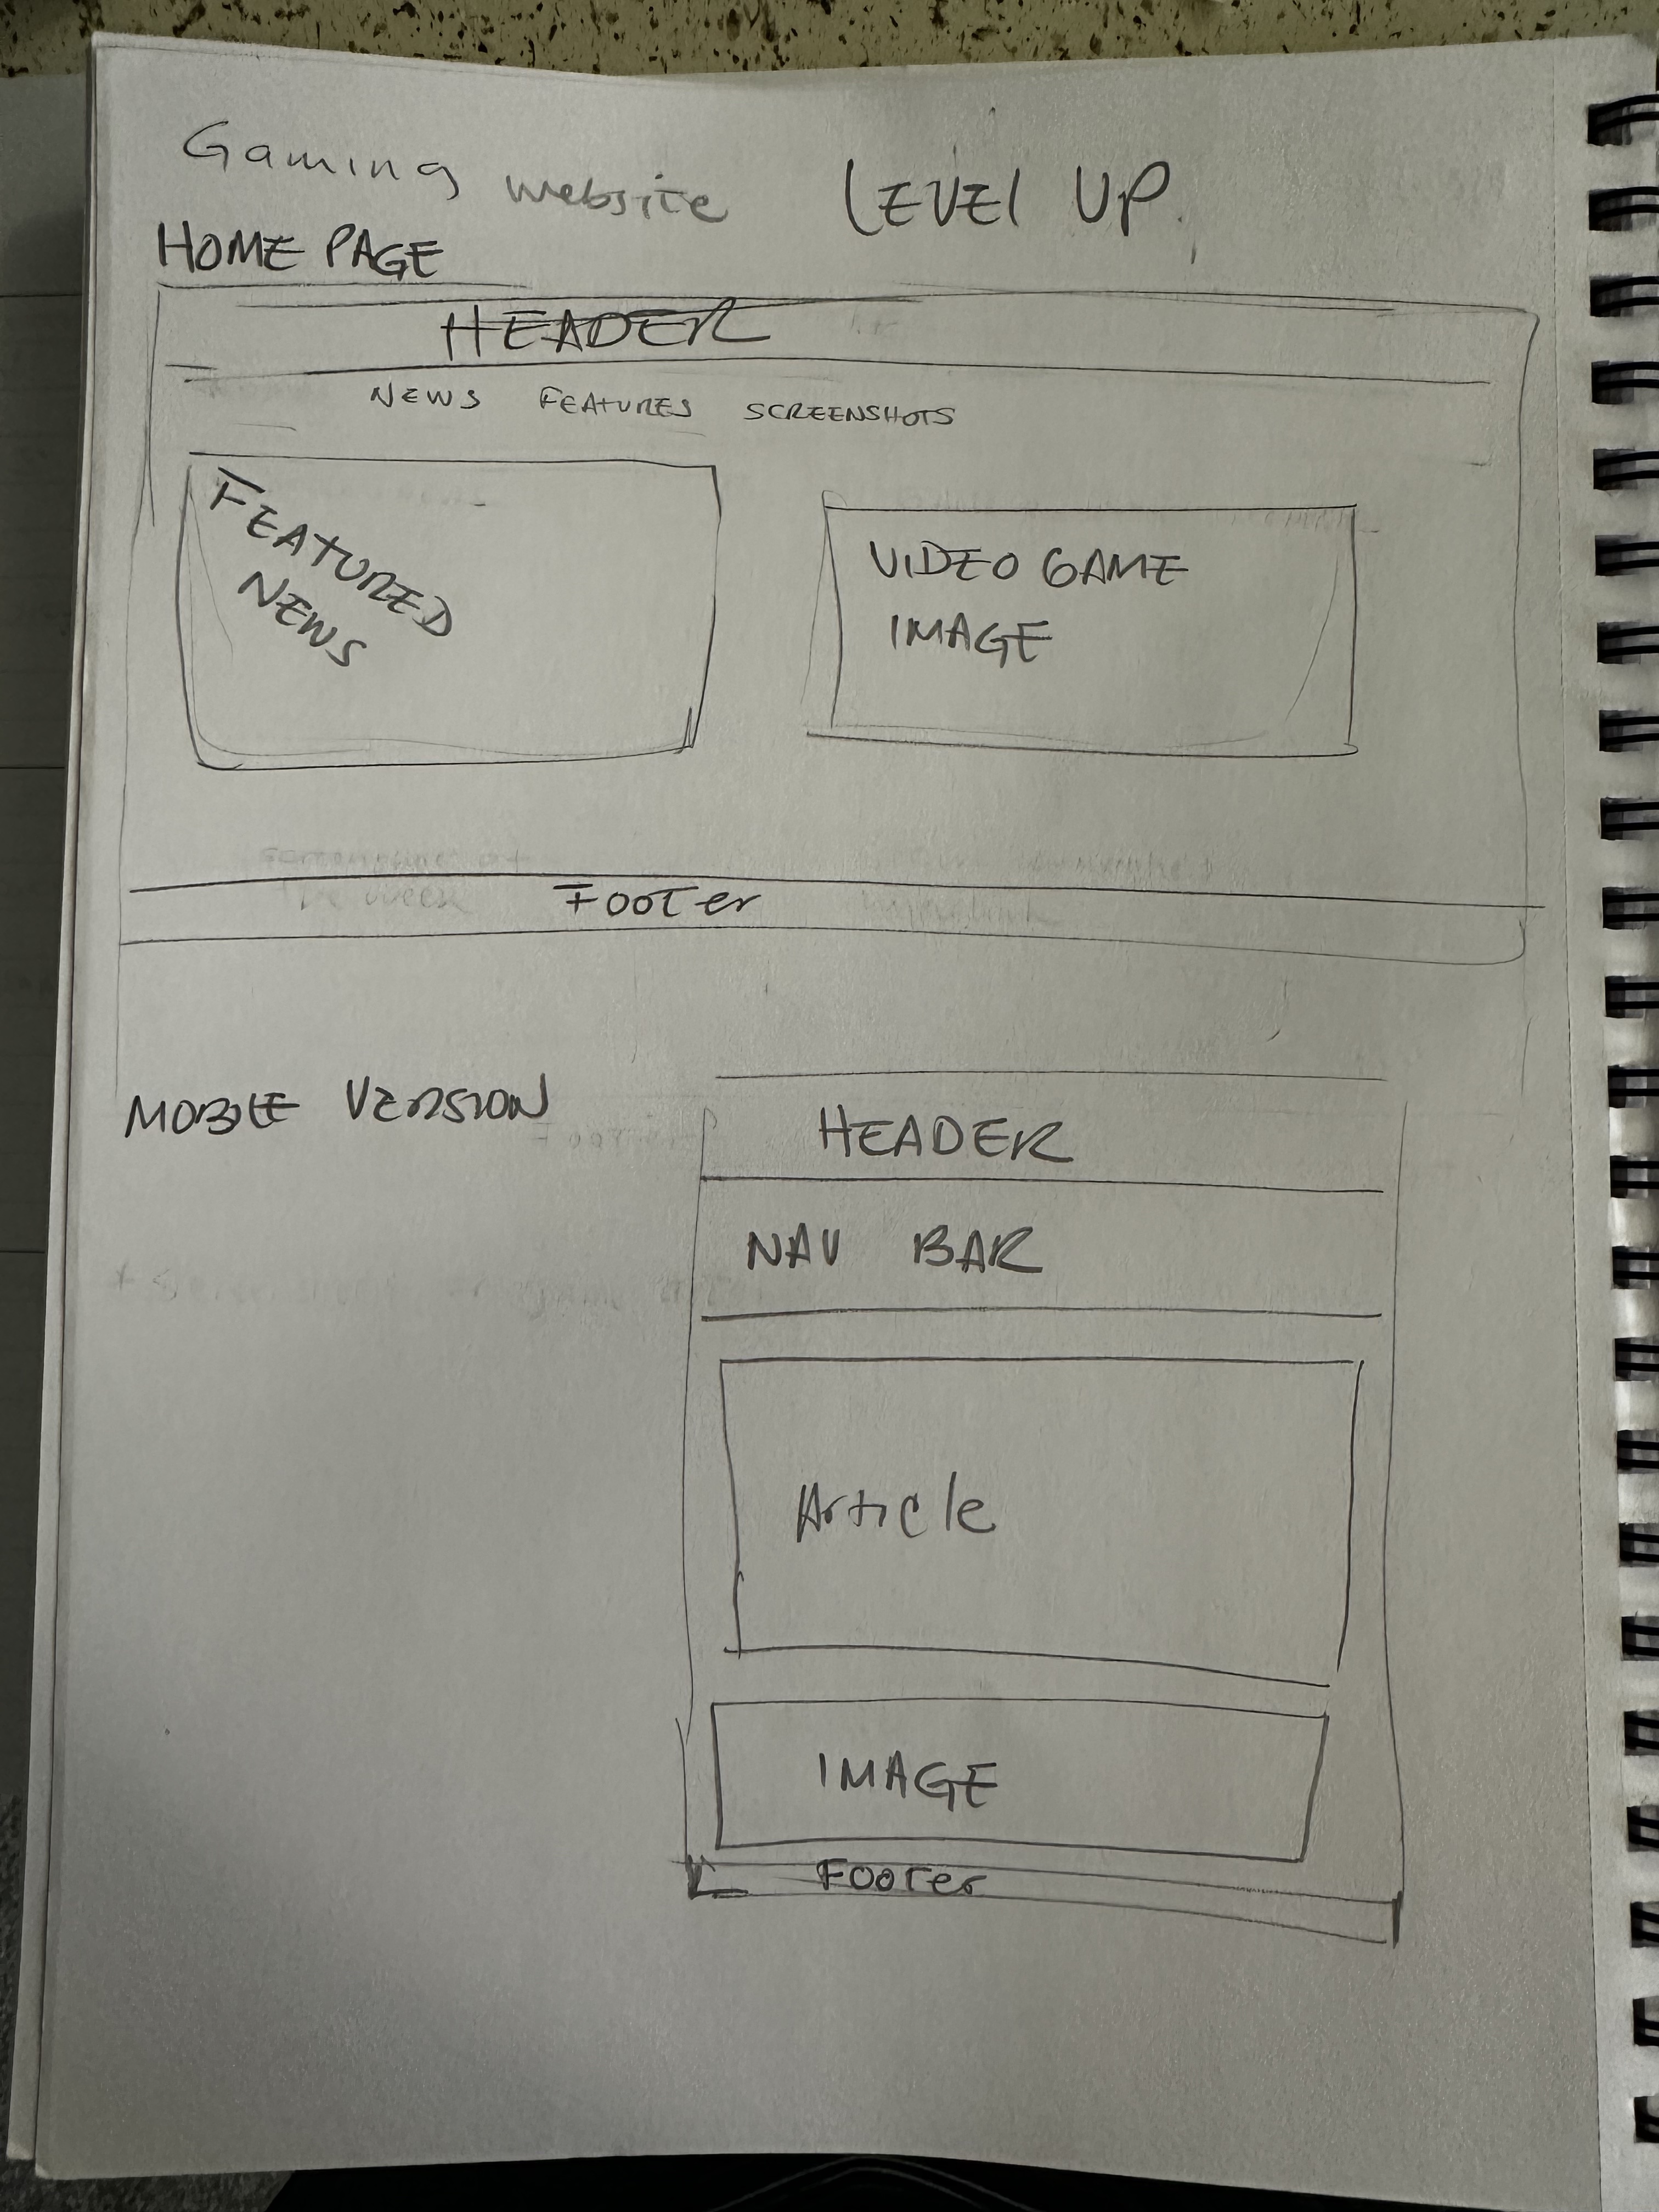 Gaming website LEVEL UP.
HOME PAGE
HEADER
NEWS FEATURES SCREENSHOTS
FEATURED
NEWS
VIDEO GAME
IMAGE
Footer
MOBILE VERSION
HEADER
NAV BAR
Article
IMAGE
Footer